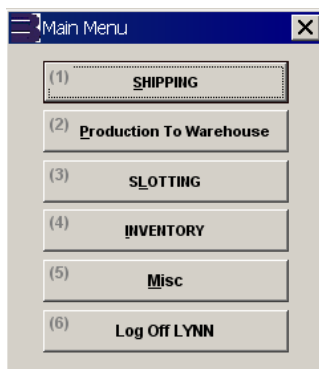 Main Menu
(1) SHIPPING
(2) Production To Warehouse
(3) SLOTTING
(4) INVENTORY
(5) Misc
(6) Log Off LYNN